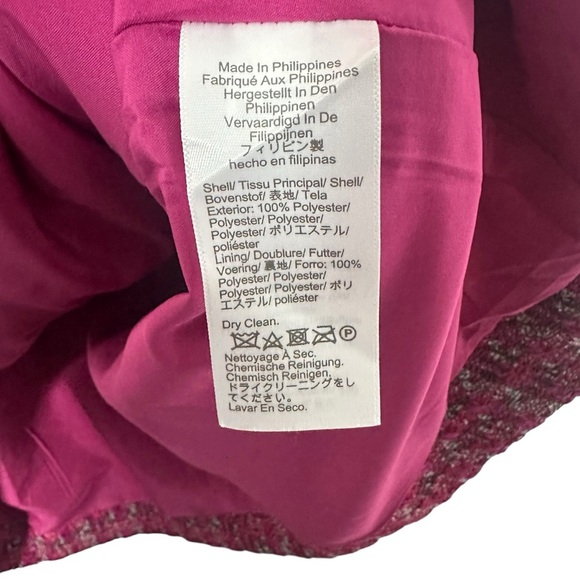 Made In Philippines
Fabriqué Aux Philippines
Hergestellt In Den
Philippinen
Vervaardigd In De
Filippijnen
フィリピン製
hecho en filipinas
Shell/ Tissu Principal/ Shell/
Bovenstof/ 表地/ Tela
Exterior: 100% Polyester/
Polyester/ Polyester/
Polyester/ ポリエステル/
poliéster
Lining/ Doublure/ Futter/
Voering/ 裏地/ Forro: 100%
Polyester/ Polyester/
Polyester/ Polyester/ ポリ
エステル/ poliéster
Dry Clean.
P
Nettoyage À Sec.
Chemische Reinigung.
Chemisch Reinigen.
ドライクリーニングをし
てください。
Lavar En Seco.